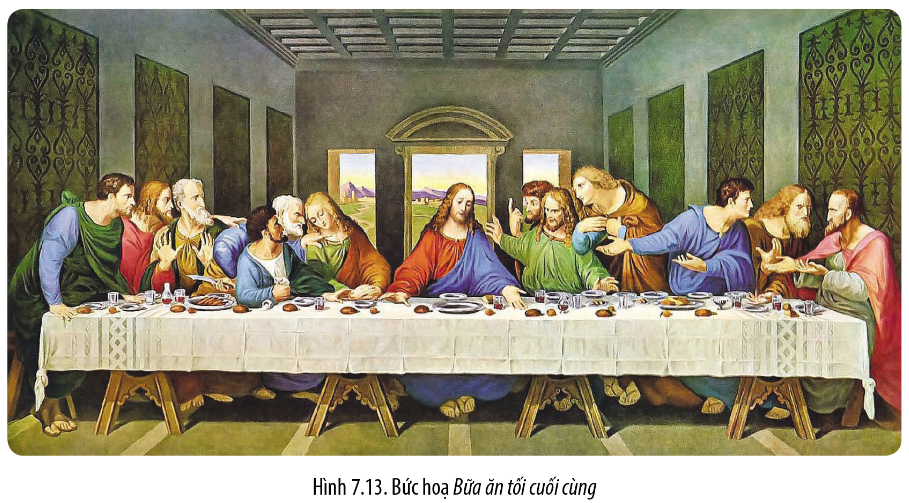 Hình 7.13. Bức hoạ Bữa ăn tối cuối cùng